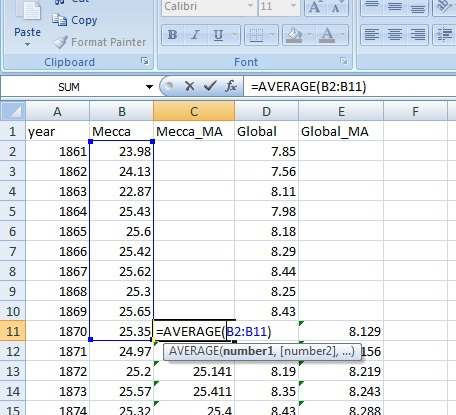 Cut
Copy
Paste
Format Painter
Clipboard
Calibri 11
B I U A
Font
SUM =AVERAGE(B2:B11)
A B C D E F
1 year Mecca Mecca_MA Global Global_MA
2 1861 23.98 7.85
3 1862 24.13 7.56
4 1863 22.87 8.11
5 1864 25.43 7.98
6 1865 25.6 8.18
7 1866 25.42 8.29
8 1867 25.62 8.44
9 1868 25.3 8.25
10 1869 25.65 8.43
11 1870 25.35 =AVERAGE(B2:B11) 8.129
12 1871 24.97 AVERAGE(number1, [number2], ...) 156
13 1872 25.2 25.141 8.19 8.219
14 1873 25.57 25.411 8.35 8.243
15 1874 25.32 25.4 8.43 8.288